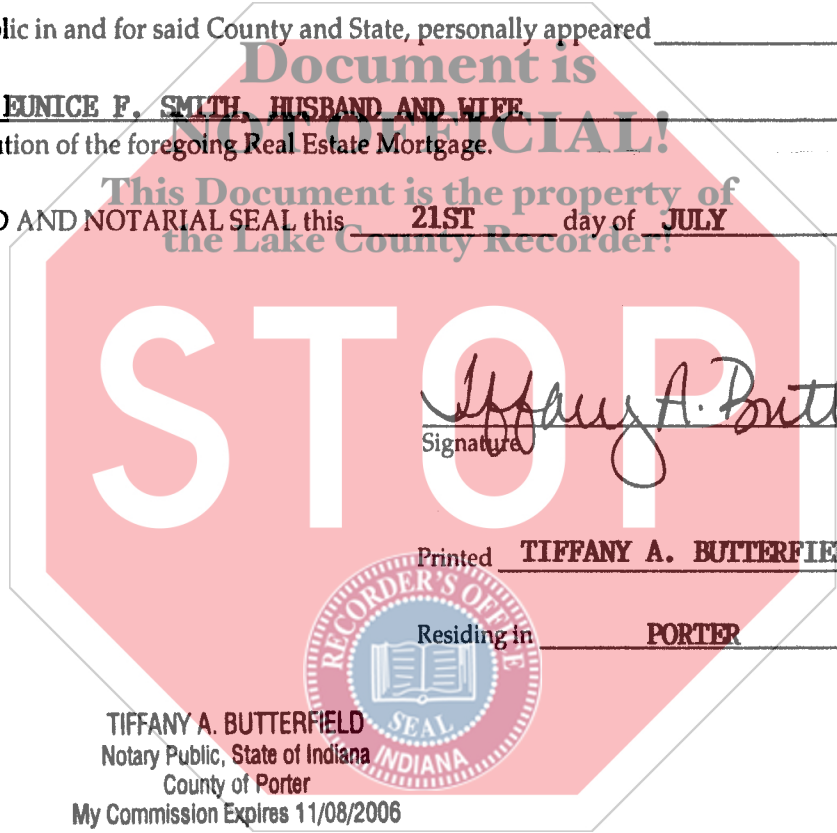 lic in and for said County and State, personally appeared
Document is
EUNICE F. SMITH, HUSBAND AND WIFE
NOT OFFICIAL!
tion of the foregoing Real Estate Mortgage.
This Document is the property of
D AND NOTARIAL SEAL this 21ST day of JULY
the Lake County Recorder!
STOP
Tiffany A. Butt
Signature
Printed TIFFANY A. BUTTERFIE
RECORDER'S OFFICE
Residing in PORTER
SEAL
INDIANA
TIFFANY A. BUTTERFIELD
Notary Public, State of Indiana
County of Porter
My Commission Expires 11/08/2006